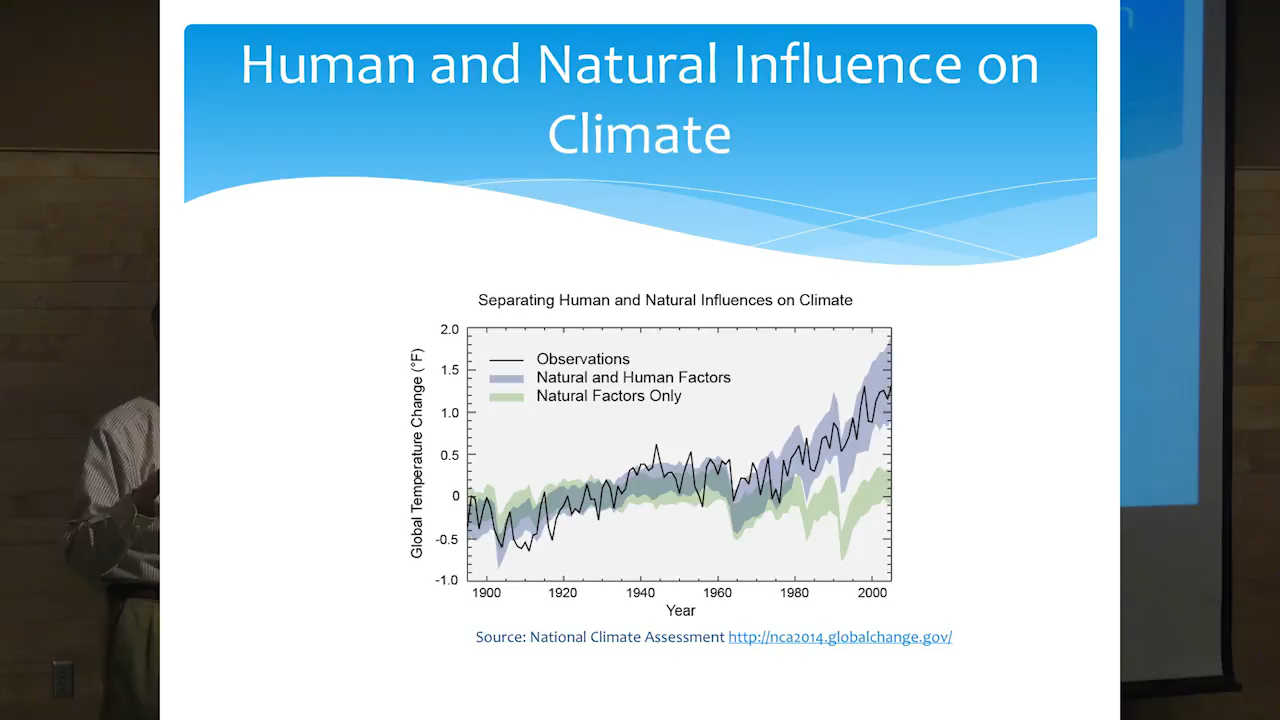 Human and Natural Influence on
Climate
Separating Human and Natural Influences on Climate
Global Temperature Change (°F)
2.0
1.5
1.0
0.5
0
-0.5
-1.0
Observations
Natural and Human Factors
Natural Factors Only
1900 1920 1940 1960 1980 2000
Year
Source: National Climate Assessment http://nca2014.globalchange.gov/